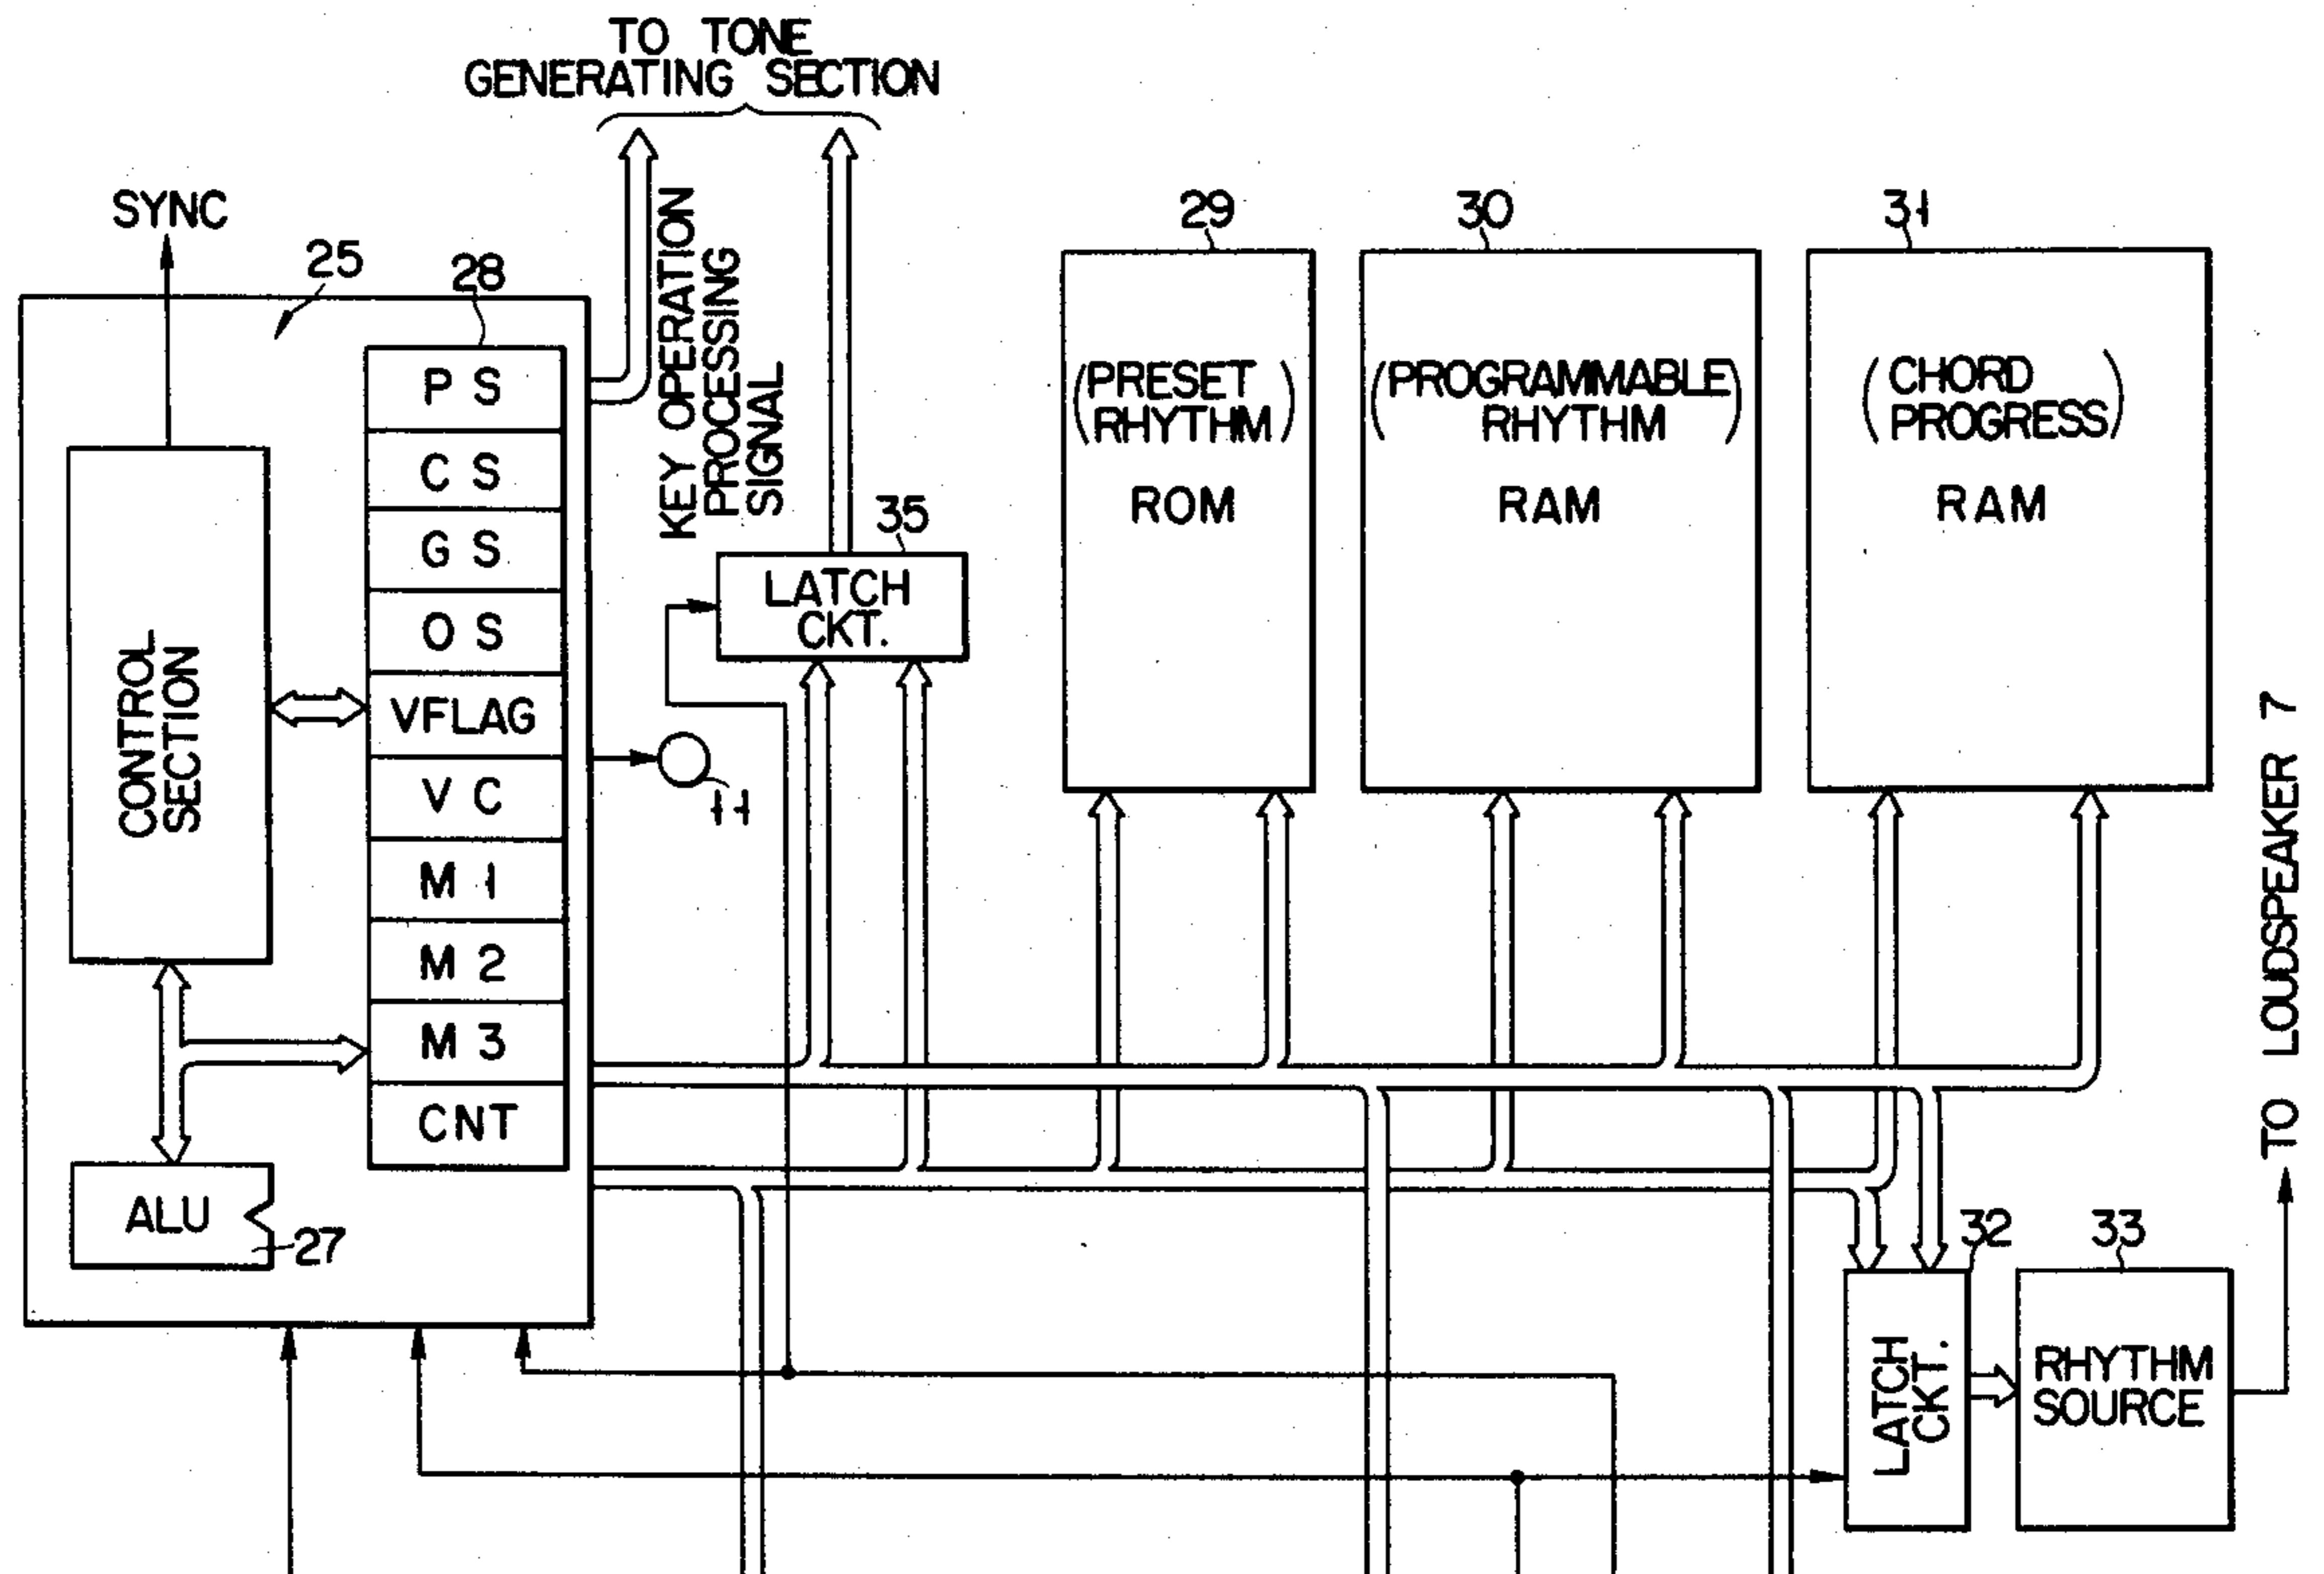 TO TONE
GENERATING SECTION
SYNC
25
28
P S
C S
G S
O S
VFLAG
V C
M 1
M 2
M 3
CNT
CONTROL
SECTION
ALU
27
KEY OPERATION
PROCESSING
SIGNAL
35
LATCH
CKT.
11
29
(PRESET
RHYTHM)
ROM
30
(PROGRAMMABLE
RHYTHM)
RAM
31
(CHORD
PROGRESS)
RAM
32
LATCH
CKT.
33
RHYTHM
SOURCE
TO LOUDSPEAKER 7